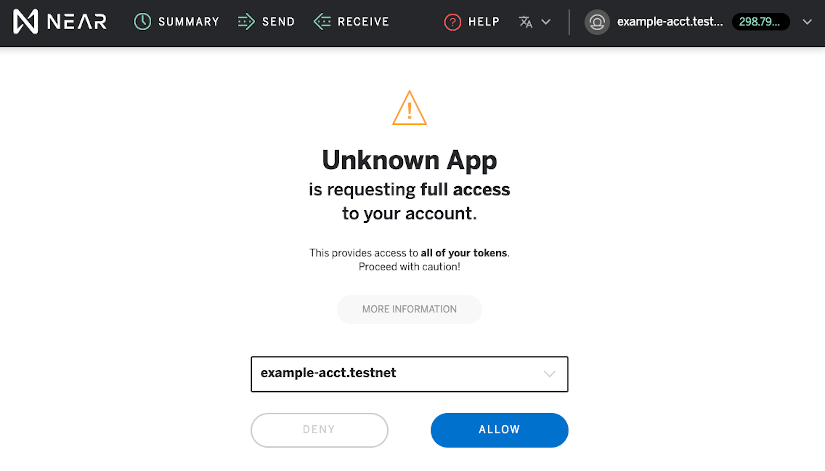 NEAR SUMMARY SEND RECEIVE HELP example-acct.test... 298.79...
!
Unknown App
is requesting full access
to your account.
This provides access to all of your tokens.
Proceed with caution!
MORE INFORMATION
example-acct.testnet
DENY ALLOW